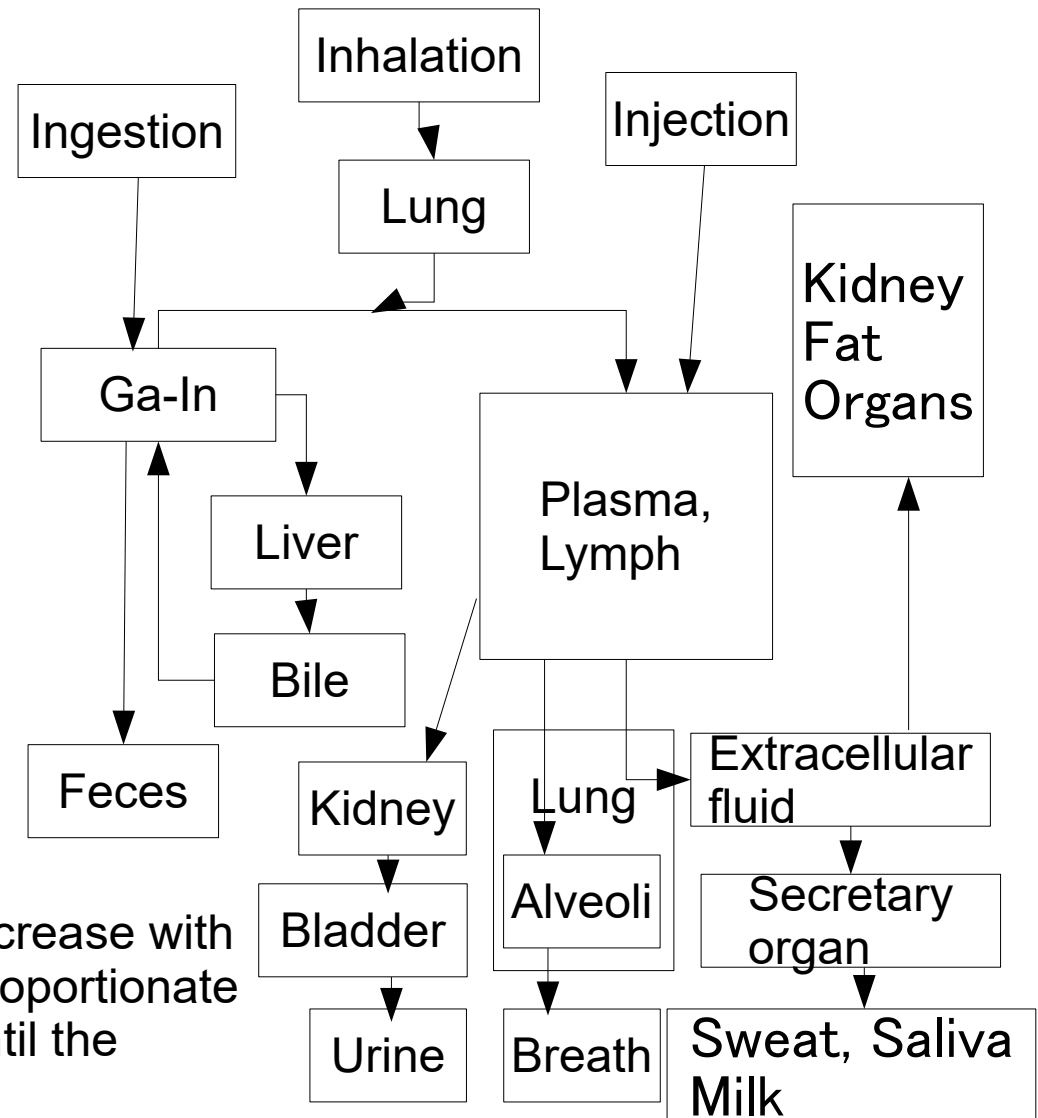 Inhalation
Ingestion
Injection
Lung
Kidney
Fat
Organs
Ga-In
Plasma,
Lymph
Liver
Bile
Feces
Kidney
Lung
Extracellular
fluid
Alveoli
Bladder
Secretary
organ
crease with
oportionate
til the
Urine
Breath
Sweat, Saliva
Milk